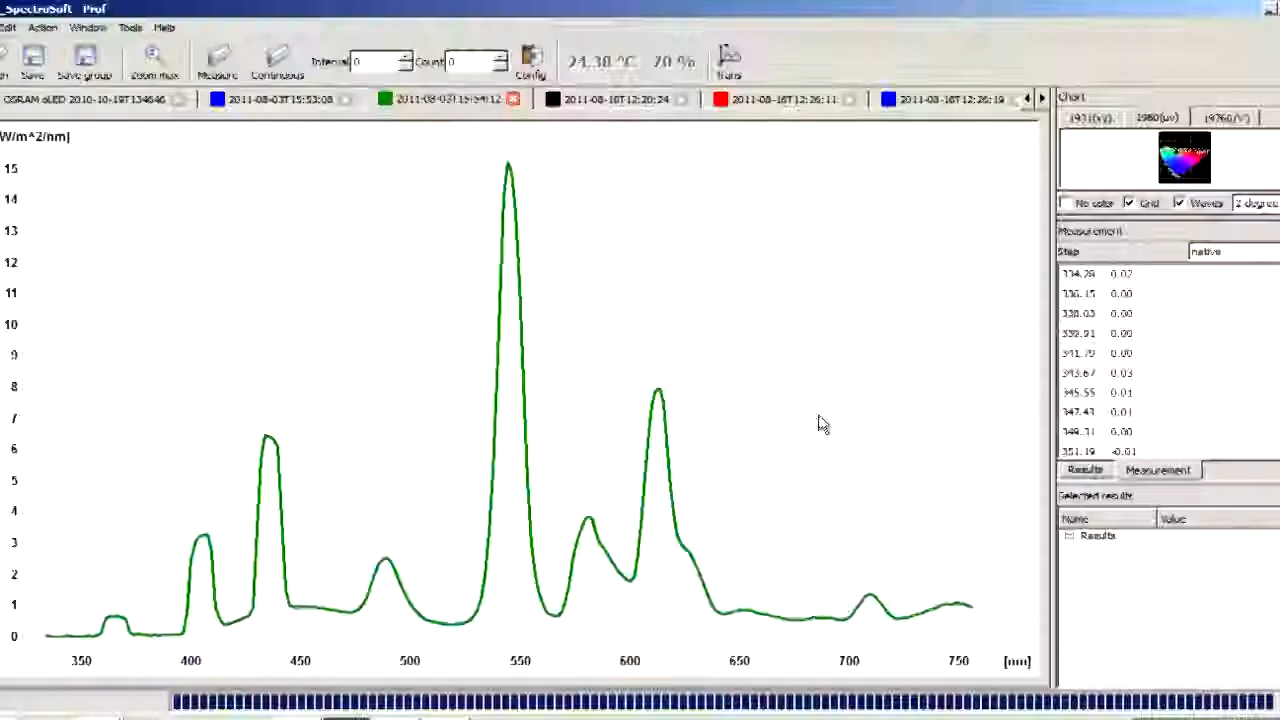 _SpectroSoft Prof
Edit Action Window Tools Help
Save Save group Zoom max Measure Continuous Interval 0 Count 0 Config 24.38 °C 20 % Trans
OSRAM oLED 2010-10-19T134646 2011-08-03T15:53:08 2011-08-03T15:54:12 2011-08-16T12:20:24 2011-08-16T12:26:11 2011-08-16T12:26:19
Chart
1931(xy) 1960(uv) 1976(u'v')
W/m^2/nm]
15
14
13
12
11
10
9
8
7
6
5
4
3
2
1
0
350 400 450 500 550 600 650 700 750 [nm]
No color Grid Waves 2 degree
Measurement
Step native
334.28 0.02
336.15 0.00
338.03 0.00
339.91 0.00
341.79 0.00
343.67 0.03
345.55 0.01
347.43 0.01
349.31 0.00
351.19 -0.01
Results Measurement
Selected results
Name Value
Results